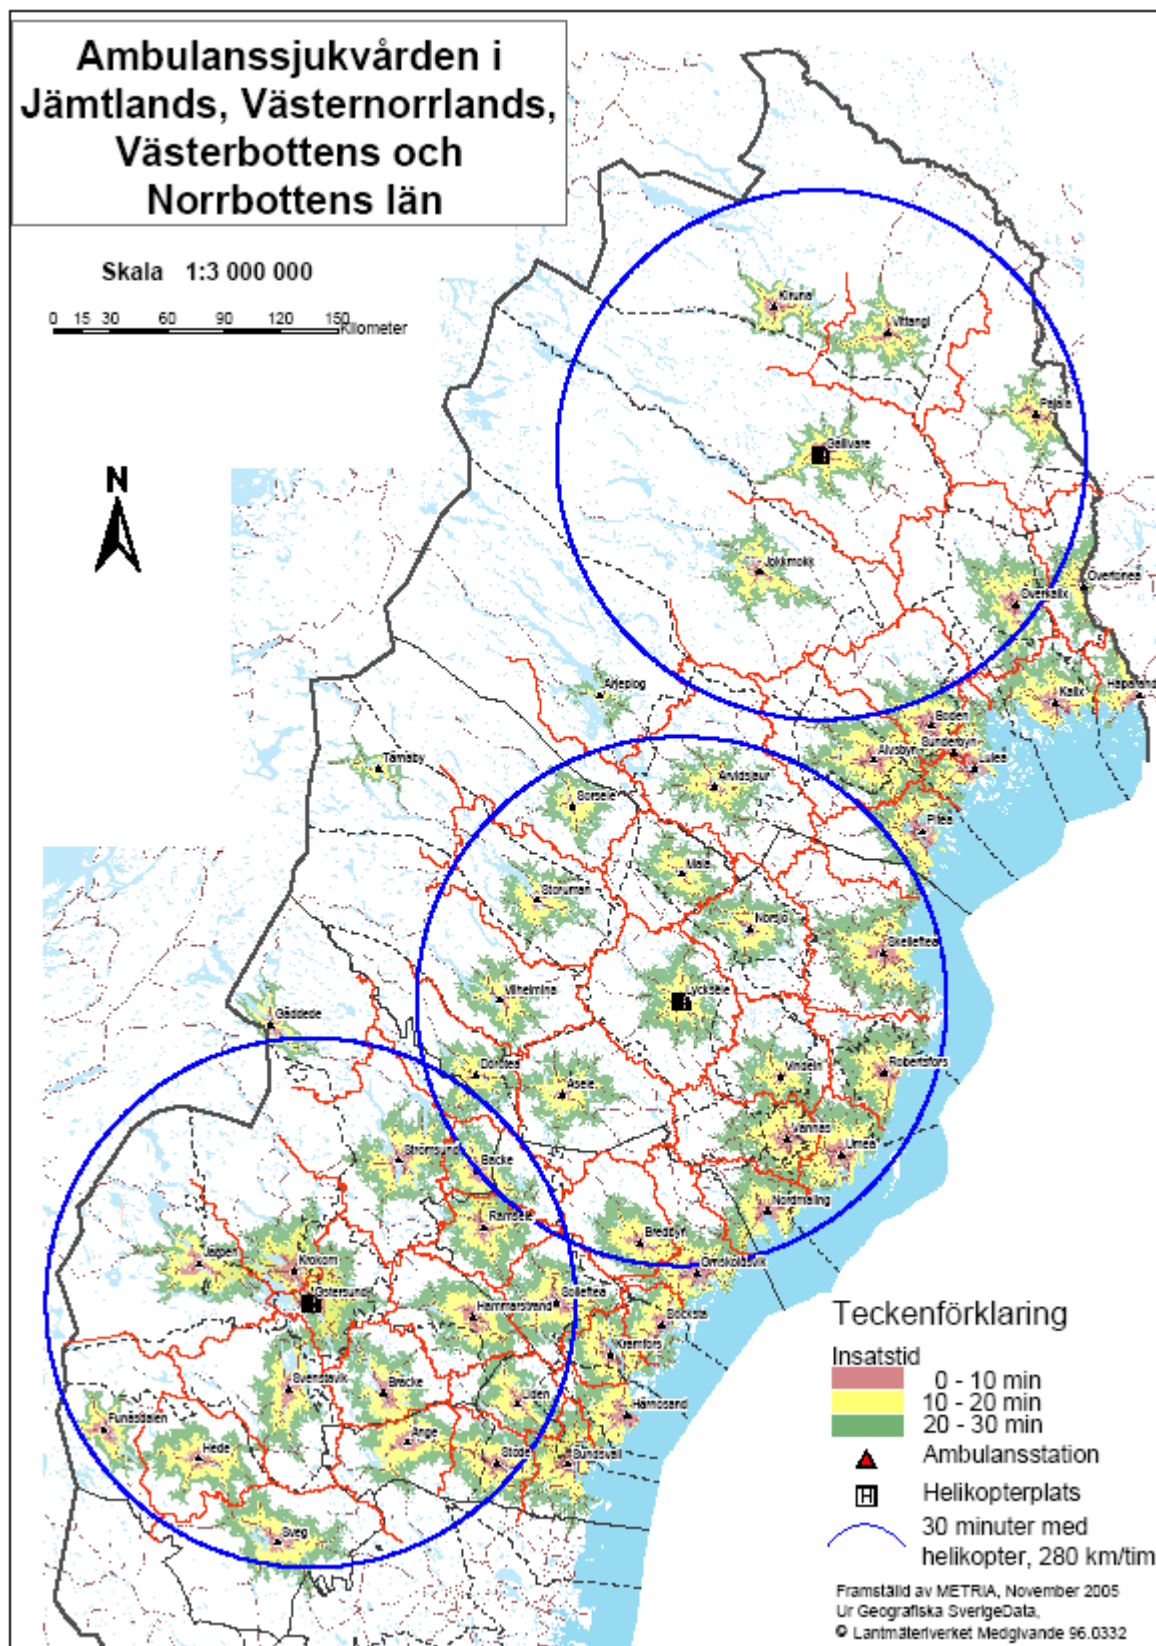 Ambulanssjukvården i
Jämtlands, Västernorrlands,
Västerbottens och
Norrbottens län
Skala 1:3 000 000
0 15 30 60 90 120 150
Kilometer
N
Kiruna
Vittangi
Pajala
Gällivare
Jokkmokk
Övertorneå
Överkalix
Arjeplog
Kalix
Haparand
Boden
Sunderbyn
Älvsbyn
Luleå
Tärnaby
Arvidsjaur
Sorsele
Piteå
Malå
Storuman
Norsjö
Skellefteå
Vilhelmina
Lycksele
Gäddede
Dorotea
Åsele
Vindeln
Robertsfors
Vännäs
Umeå
Strömsund
Backe
Nordmaling
Ramsele
Bredbyn
Järpen
Krokom
Örnsköldsvik
Östersund
Hammarstrand
Sollefteå
Docksta
Kramfors
Svenstavik
Bräcke
Liden
Härnösand
Funäsdalen
Hede
Ånge
Stöde
Sundsvall
Sveg
Teckenförklaring
Insatstid
0 - 10 min
10 - 20 min
20 - 30 min
Ambulansstation
H Helikopterplats
30 minuter med
helikopter, 280 km/tim
Framställd av METRIA, November 2005
Ur Geografiska SverigeData,
© Lantmäteriverket Medgivande 96.0332